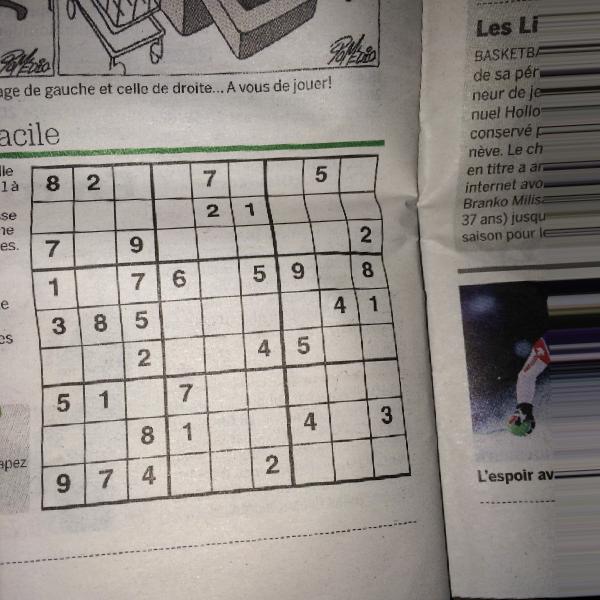 age de gauche et celle de droite... A vous de jouer!
acile
lle
1 à
sse
ne
es.
e
es
apez
8 2 7 5
2 1
7 9 2
1 7 6 5 9 8
3 8 5 4 1
2 4 5
5 1 7
8 1 4 3
9 7 4 2
Les Li
BASKETBA
de sa pér
neur de je
nuel Hollo
conservé p
nève. Le ch
en titre a ar
internet avo
Branko Milis
37 ans) jusqu
saison pour le
L'espoir av